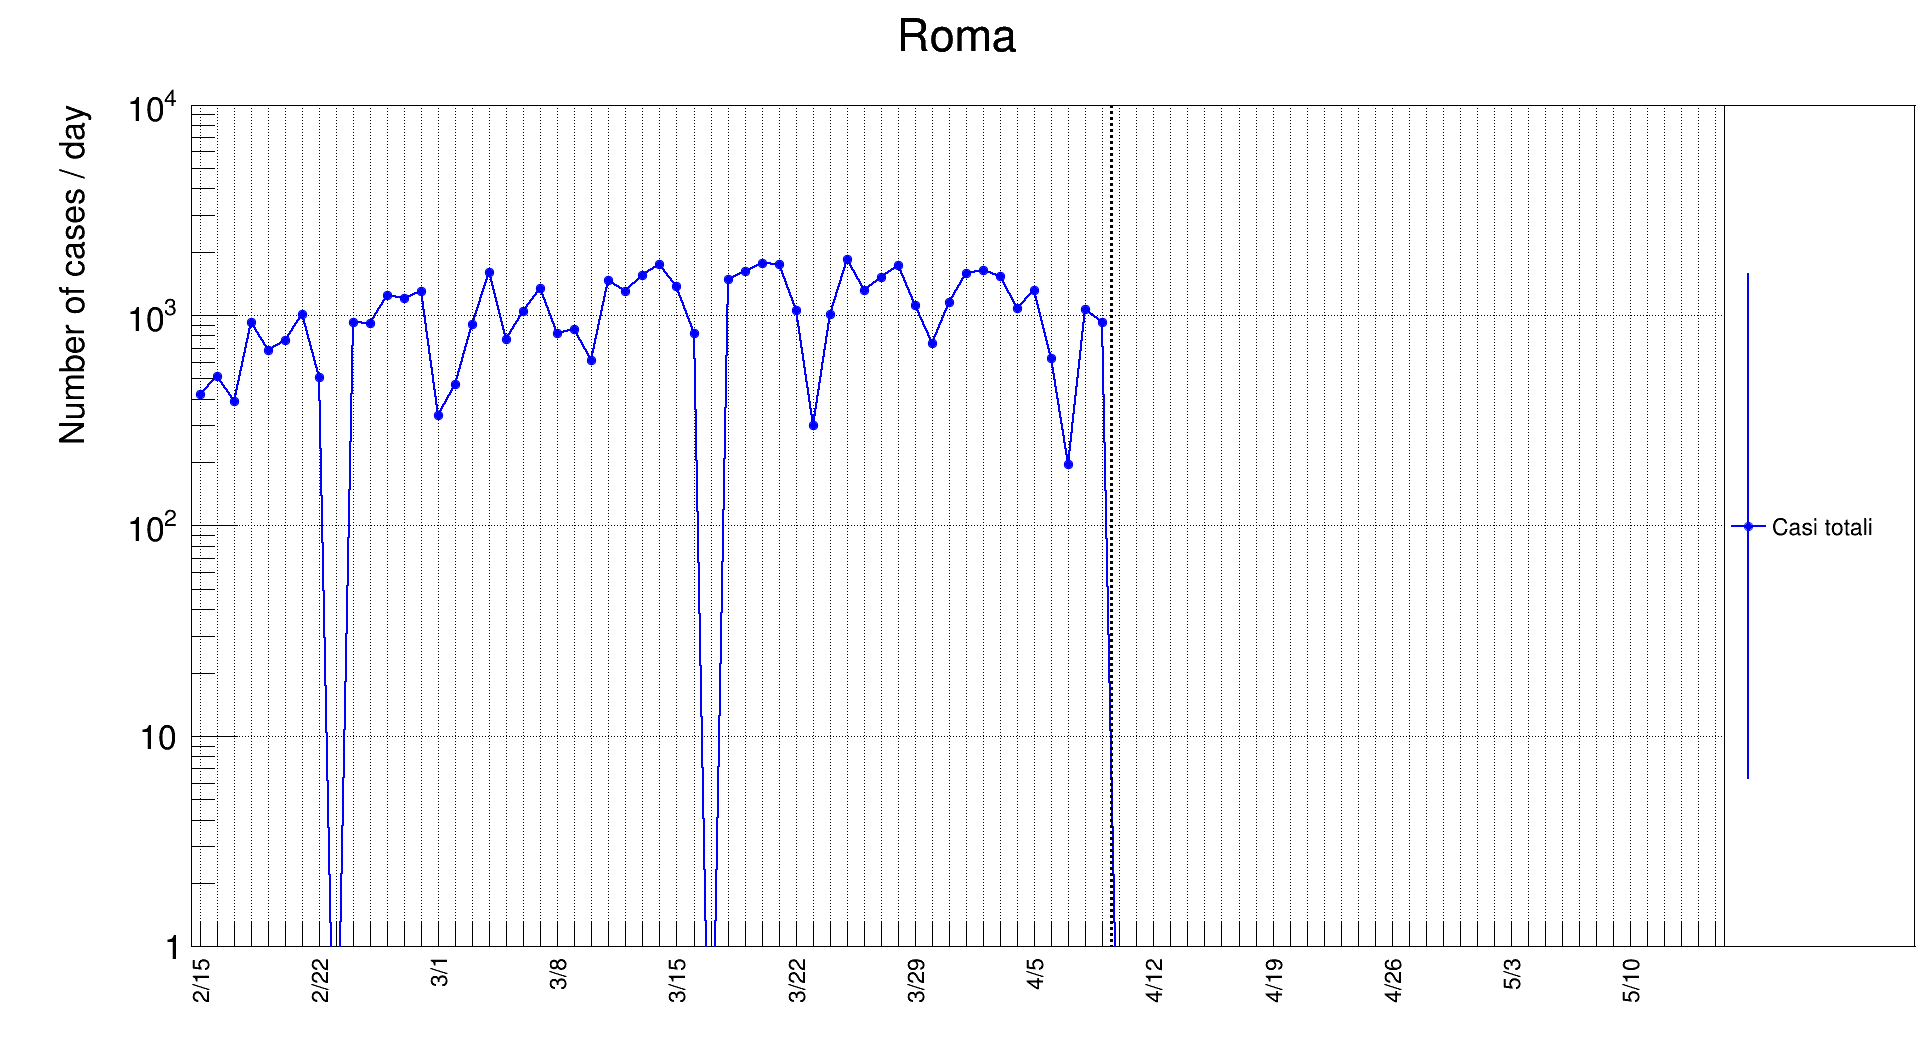 Roma
Number of cases / day
10^4
10^3
10^2
10
1
2/15 2/22 3/1 3/8 3/15 3/22 3/29 4/5 4/12 4/19 4/26 5/3 5/10
Casi totali